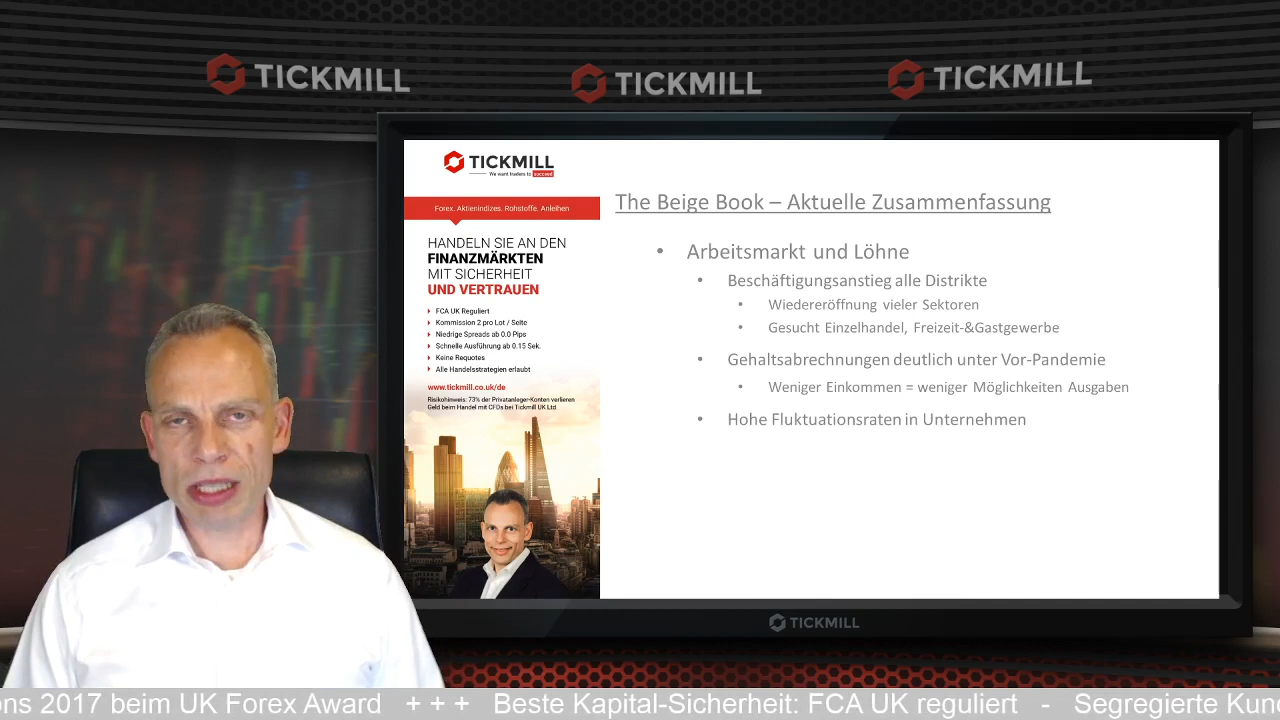 TICKMILL
TICKMILL
TICKMILL
TICKMILL
We want traders to succeed
Forex. Aktienindizes. Rohstoffe. Anleihen
HANDELN SIE AN DEN
FINANZMÄRKTEN
MIT SICHERHEIT
UND VERTRAUEN
FCA UK Reguliert
Kommission 2 pro Lot / Seite
Niedrige Spreads ab 0.0 Pips
Schnelle Ausführung ab 0.15 Sek.
Keine Requotes
Alle Handelsstrategien erlaubt
www.tickmill.co.uk/de
Risikohinweis: 73% der Privatanleger-Konten verlieren
Geld beim Handel mit CFDs bei Tickmill UK Ltd.
The Beige Book – Aktuelle Zusammenfassung
• Arbeitsmarkt und Löhne
• Beschäftigungsanstieg alle Distrikte
• Wiedereröffnung vieler Sektoren
• Gesucht Einzelhandel, Freizeit-&Gastgewerbe
• Gehaltsabrechnungen deutlich unter Vor-Pandemie
• Weniger Einkommen = weniger Möglichkeiten Ausgaben
• Hohe Fluktuationsraten in Unternehmen
TICKMILL
ons 2017 beim UK Forex Award + + + Beste Kapital-Sicherheit: FCA UK reguliert - Segregierte Kun